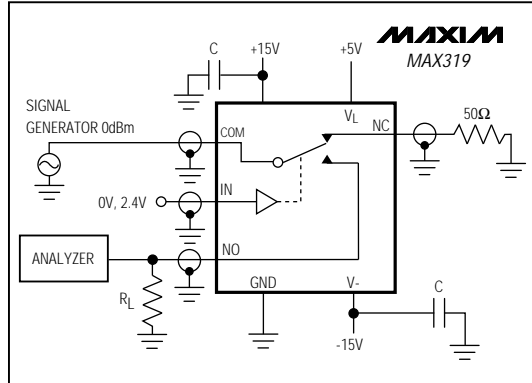 C
+15V
+5V
MAXIM
MAX319
SIGNAL
GENERATOR 0dBm
COM
VL
NC
50Ω
0V, 2.4V
IN
ANALYZER
NO
RL
GND
V-
C
-15V